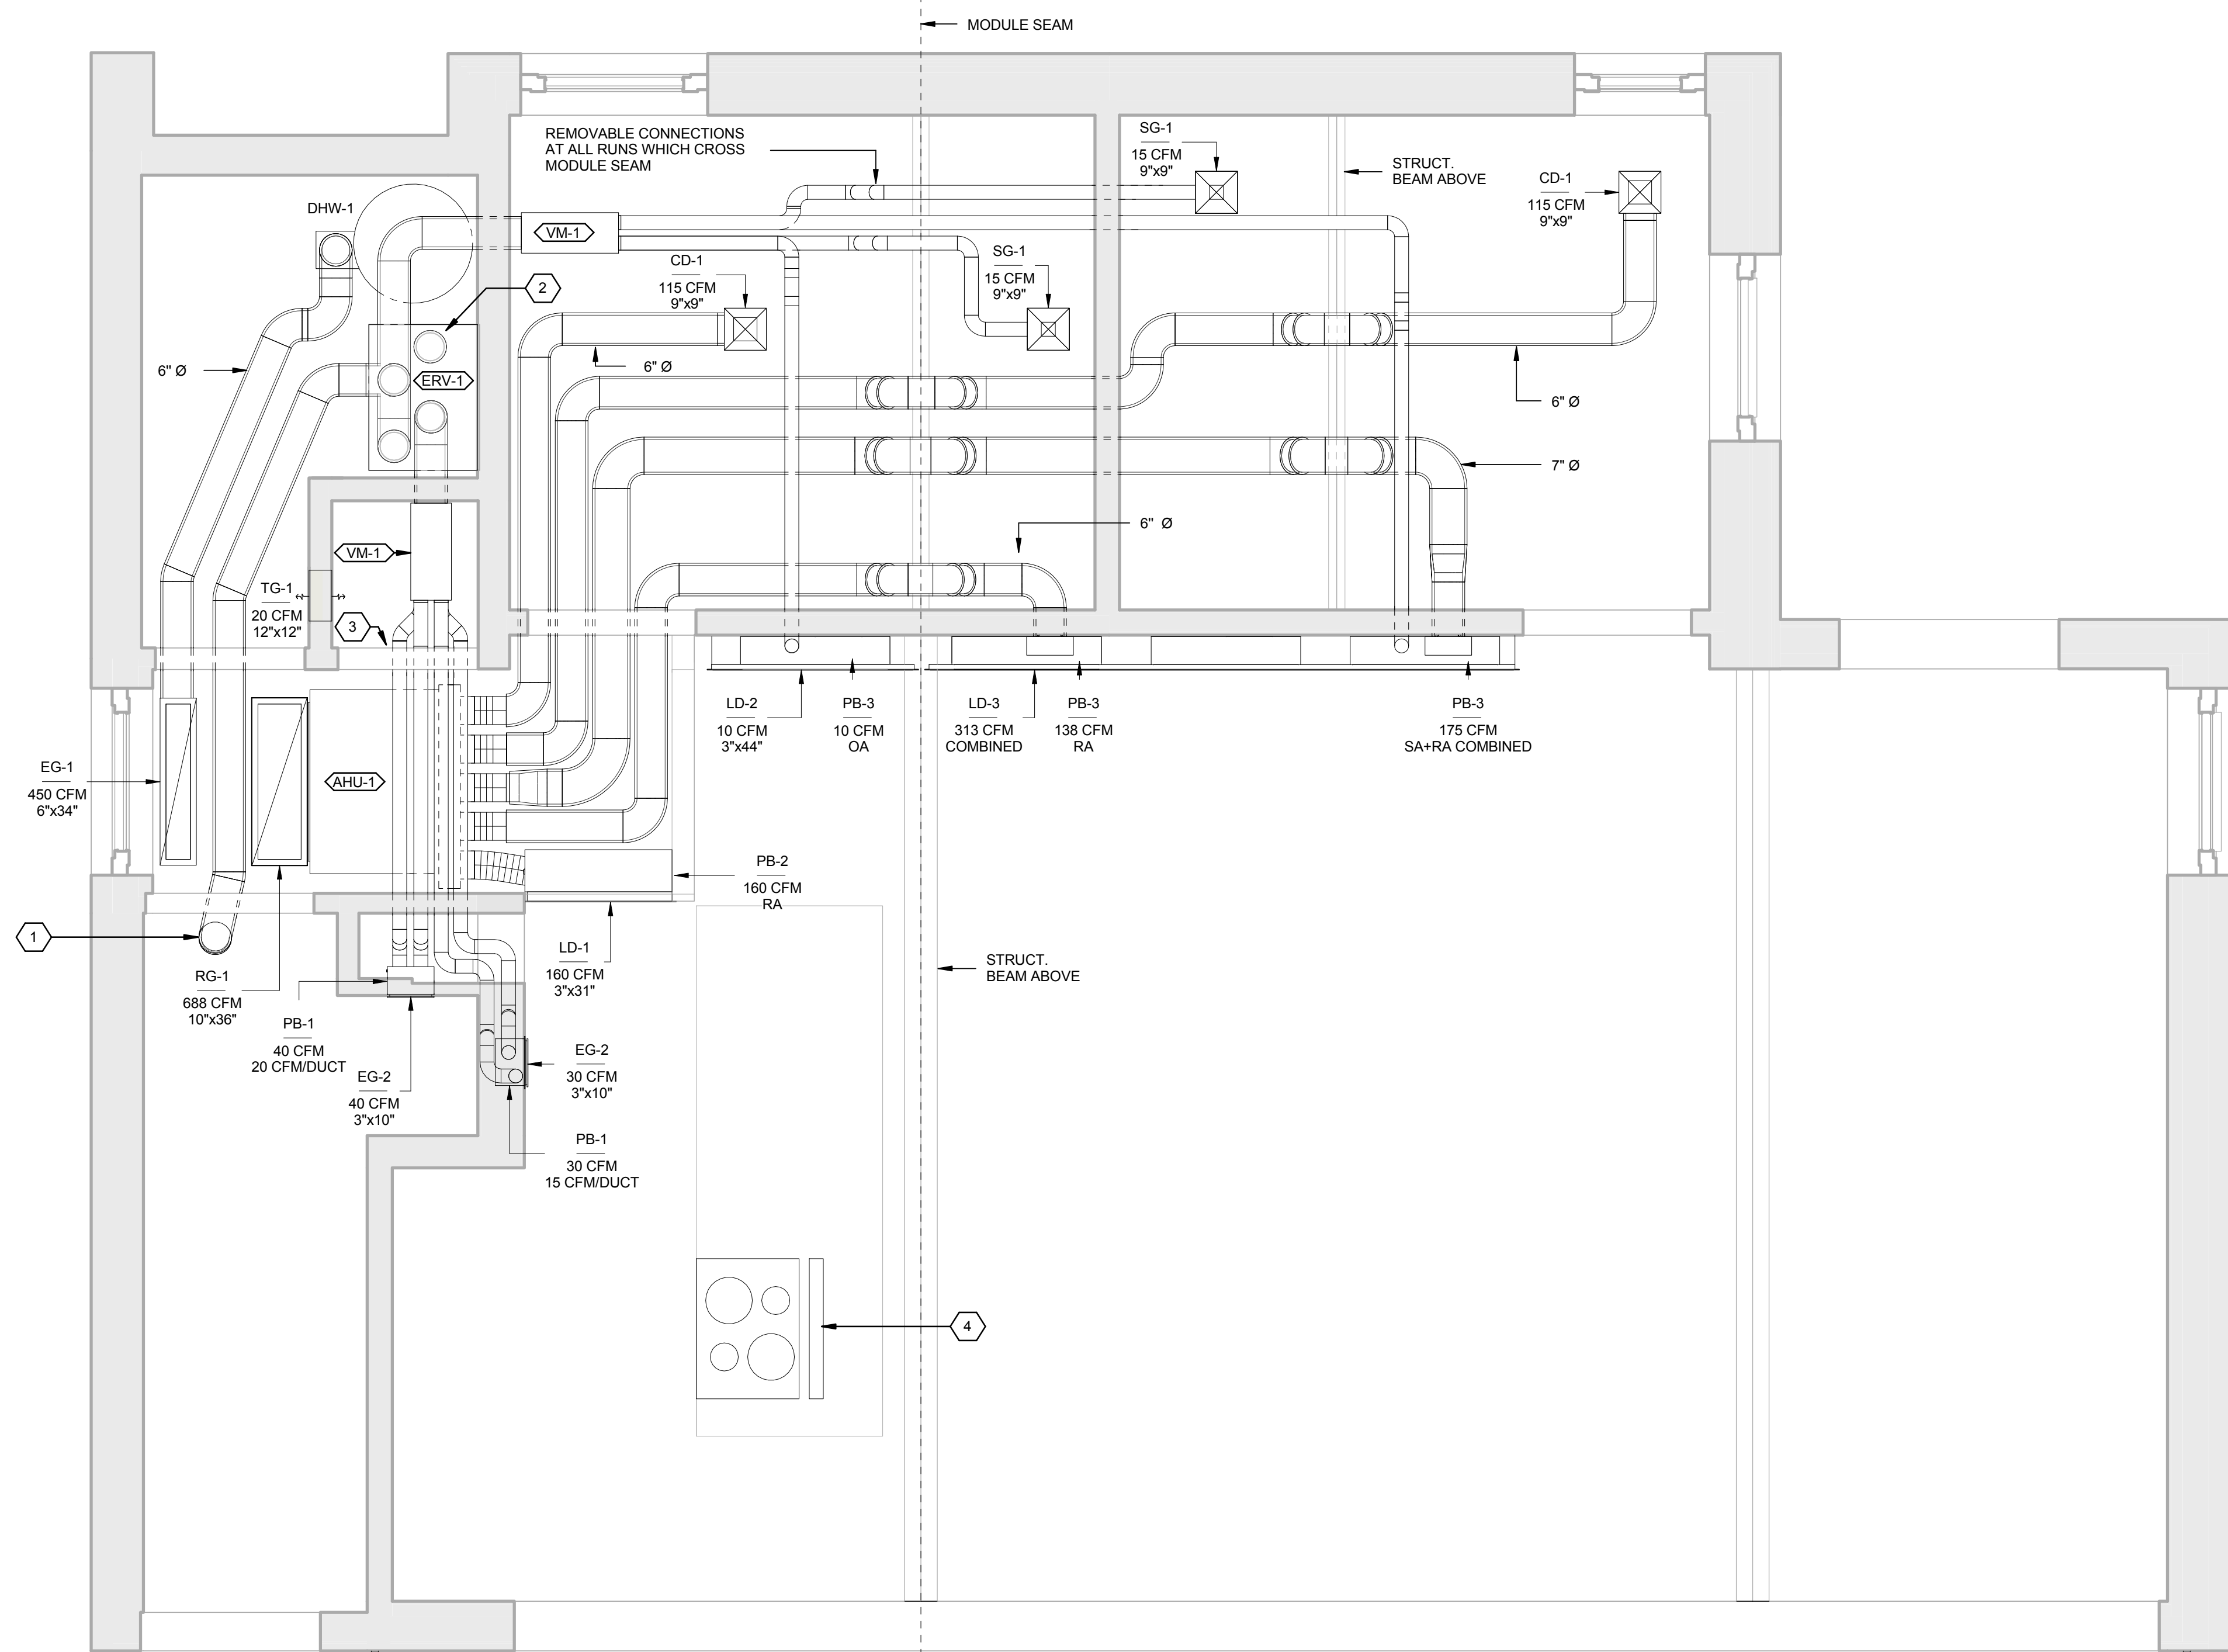 MODULE SEAM
REMOVABLE CONNECTIONS
AT ALL RUNS WHICH CROSS
MODULE SEAM
SG-1
15 CFM
9"x9"
STRUCT.
BEAM ABOVE
CD-1
115 CFM
9"x9"
DHW-1
VM-1
CD-1
115 CFM
9"x9"
SG-1
15 CFM
9"x9"
2
6" Ø
ERV-1
6" Ø
6" Ø
7" Ø
6" Ø
VM-1
TG-1
20 CFM
12"x12"
3
LD-2
10 CFM
3"x44"
PB-3
10 CFM
OA
LD-3
313 CFM
COMBINED
PB-3
138 CFM
RA
PB-3
175 CFM
SA+RA COMBINED
EG-1
450 CFM
6"x34"
AHU-1
PB-2
160 CFM
RA
1
LD-1
160 CFM
3"x31"
STRUCT.
BEAM ABOVE
RG-1
688 CFM
10"x36"
PB-1
40 CFM
20 CFM/DUCT
EG-2
40 CFM
3"x10"
EG-2
30 CFM
3"x10"
PB-1
30 CFM
15 CFM/DUCT
4